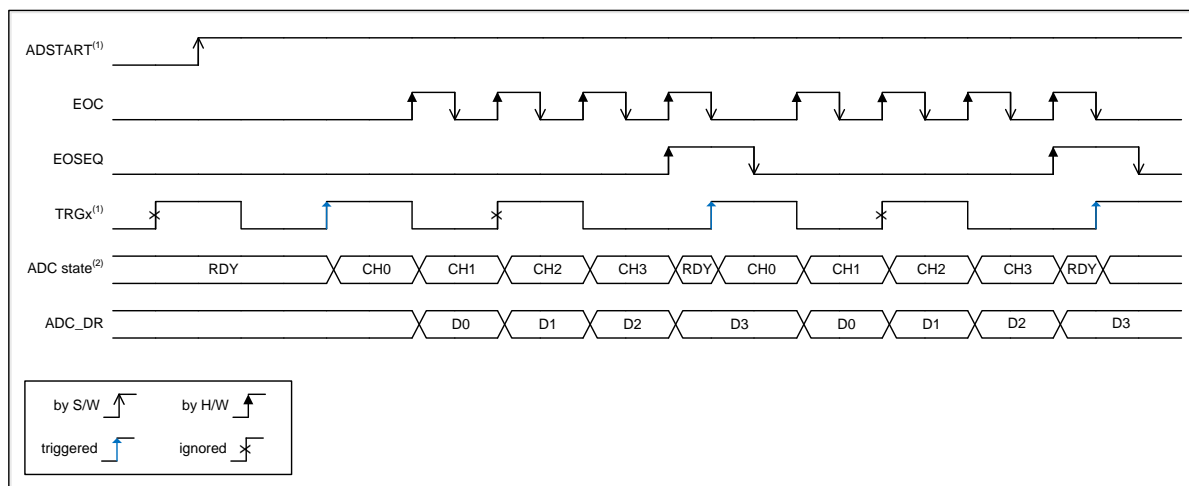 ADSTART(1)
EOC
EOSEQ
TRGx(1)
ADC state(2) RDY CH0 CH1 CH2 CH3 RDY CH0 CH1 CH2 CH3 RDY
ADC_DR D0 D1 D2 D3 D0 D1 D2 D3
by S/W by H/W
triggered ignored